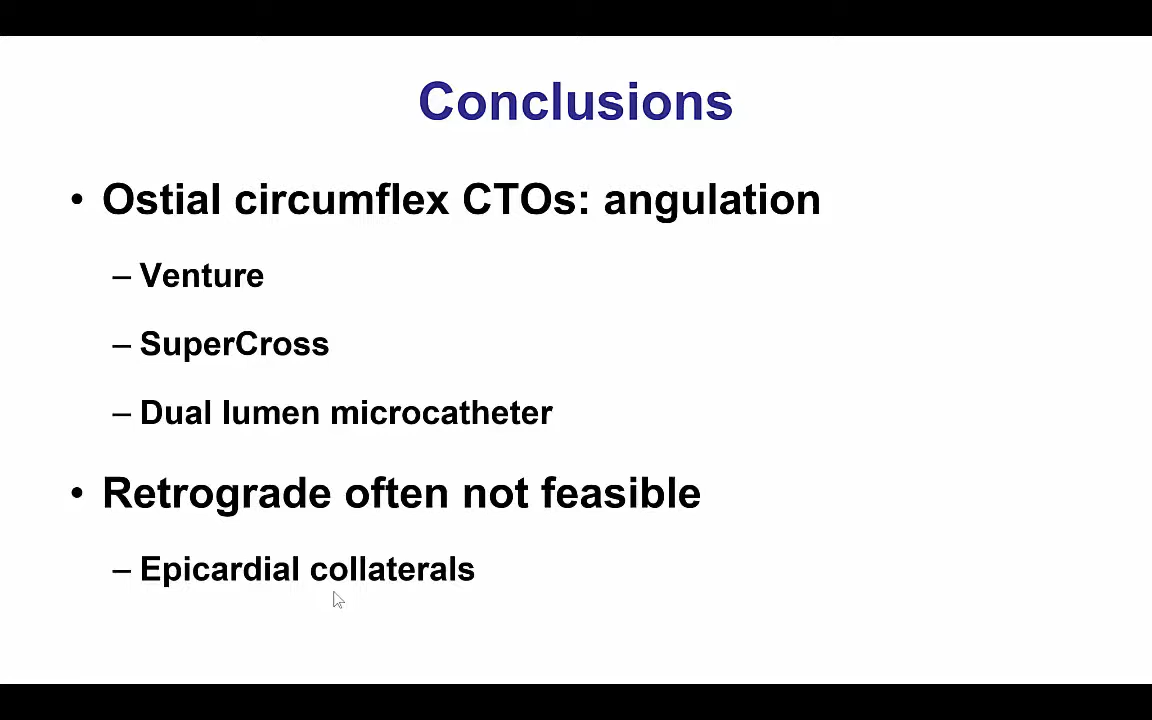 Conclusions
• Ostial circumflex CTOs: angulation
– Venture
– SuperCross
– Dual lumen microcatheter
• Retrograde often not feasible
– Epicardial collaterals